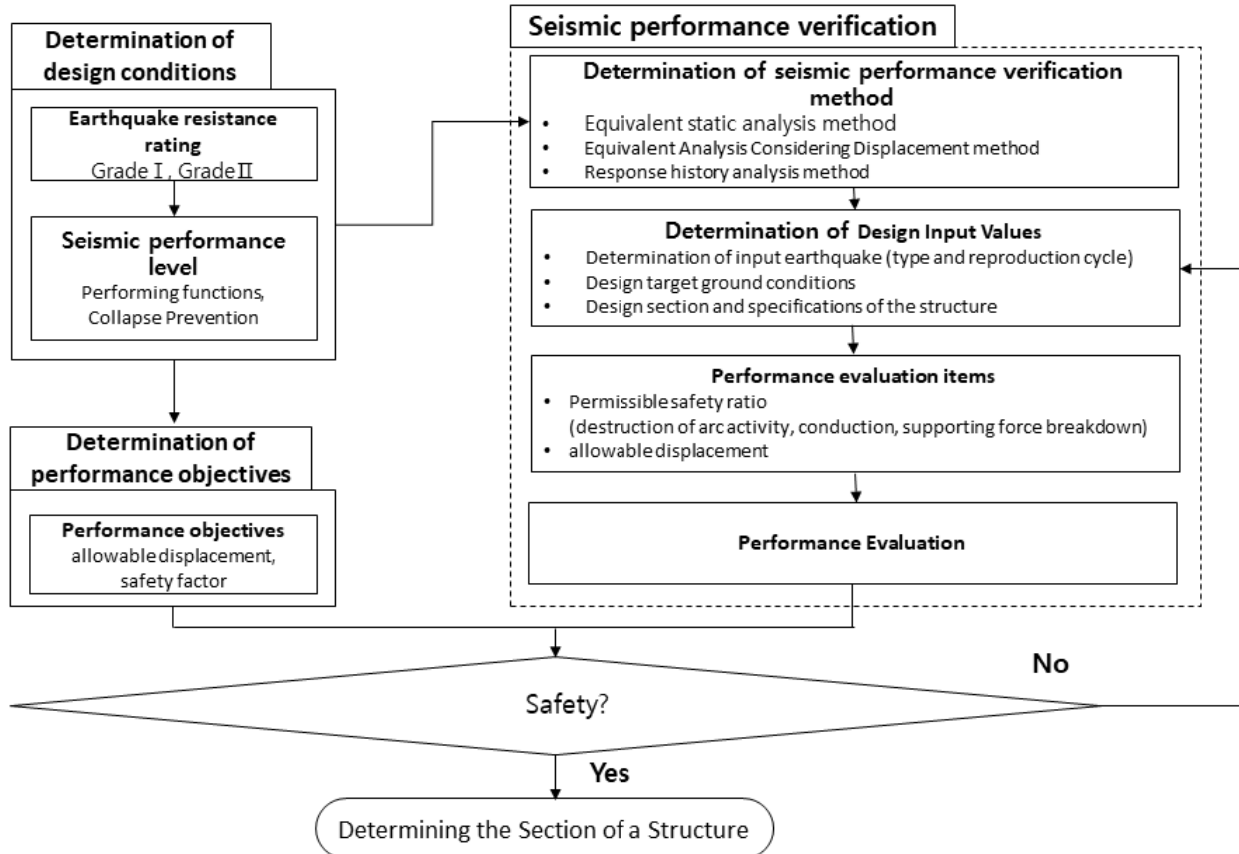 Determination of
design conditions
Earthquake resistance
rating
Grade Ⅰ , Grade Ⅱ
Seismic performance
level
Performing functions,
Collapse Prevention
Determination of
performance objectives
Performance objectives
allowable displacement,
safety factor
Seismic performance verification
Determination of seismic performance verification
method
• Equivalent static analysis method
• Equivalent Analysis Considering Displacement method
• Response history analysis method
Determination of Design Input Values
• Determination of input earthquake (type and reproduction cycle)
• Design target ground conditions
• Design section and specifications of the structure
Performance evaluation items
• Permissible safety ratio
(destruction of arc activity, conduction, supporting force breakdown)
• allowable displacement
Performance Evaluation
Safety?
No
Yes
Determining the Section of a Structure